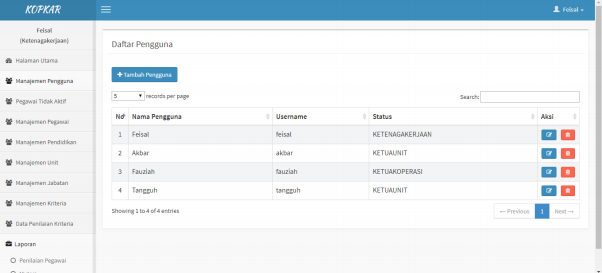 KOPKAR
Feisal
Feisal
(Ketenagakerjaan)
Halaman Utama
Manajemen Pengguna
Pegawai Tidak Aktif
Manajemen Pegawai
Manajemen Pendidikan
Manajemen Unit
Manajemen Jabatan
Manajemen Kriteria
Data Penilaian Kriteria
Laporan
Penilaian Pegawai
Daftar Pengguna
+ Tambah Pengguna
5 records per page
Search:
No Nama Pengguna Username Status Aksi
1 Feisal feisal KETENAGAKERJAAN
2 Akbar akbar KETUAUNIT
3 Fauziah fauziah KETUAKOPERASI
4 Tangguh tangguh KETUAUNIT
Showing 1 to 4 of 4 entries
← Previous 1 Next →